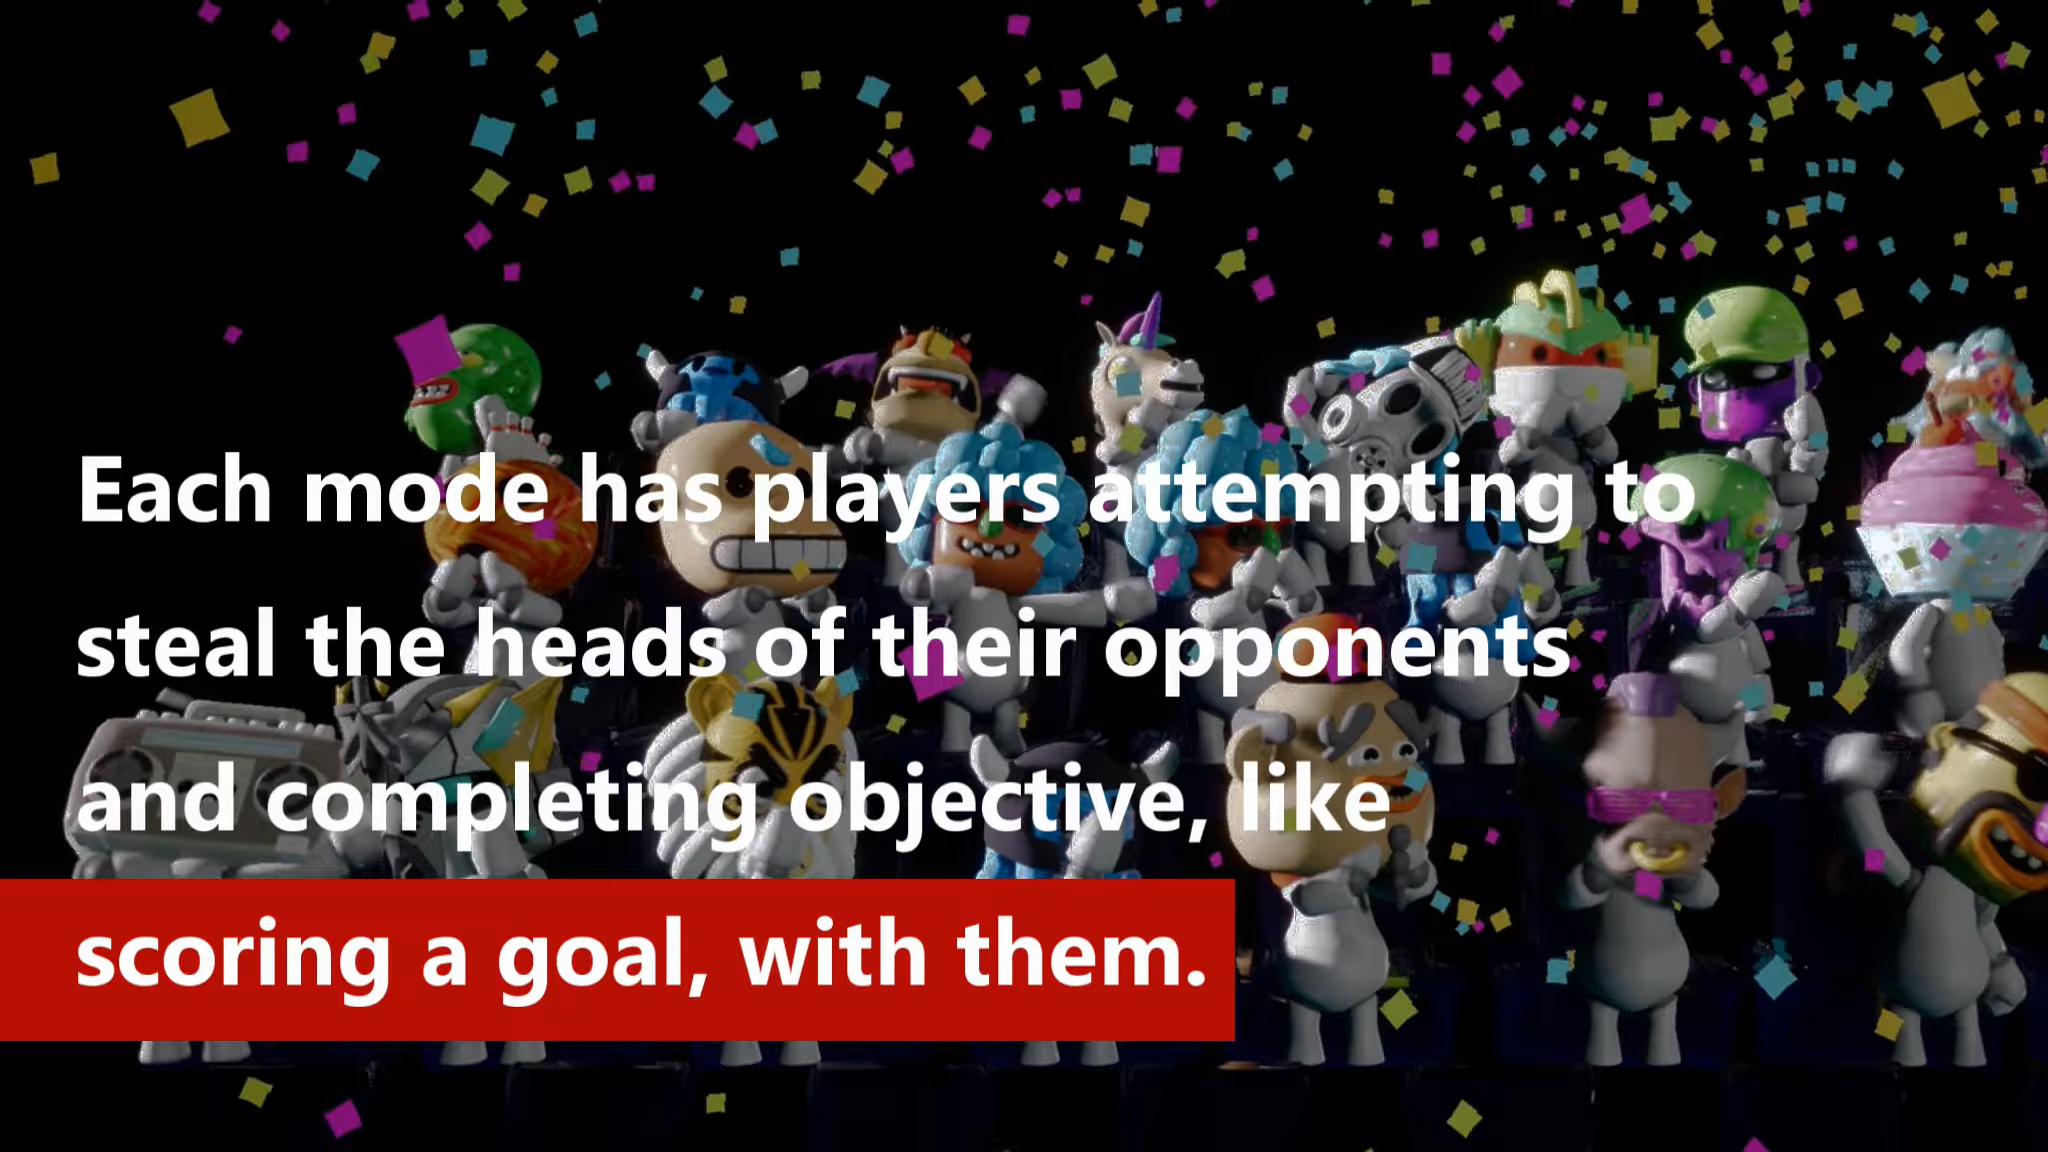 Each mode has players attempting to
steal the heads of their opponents
and completing objective, like
scoring a goal, with them.